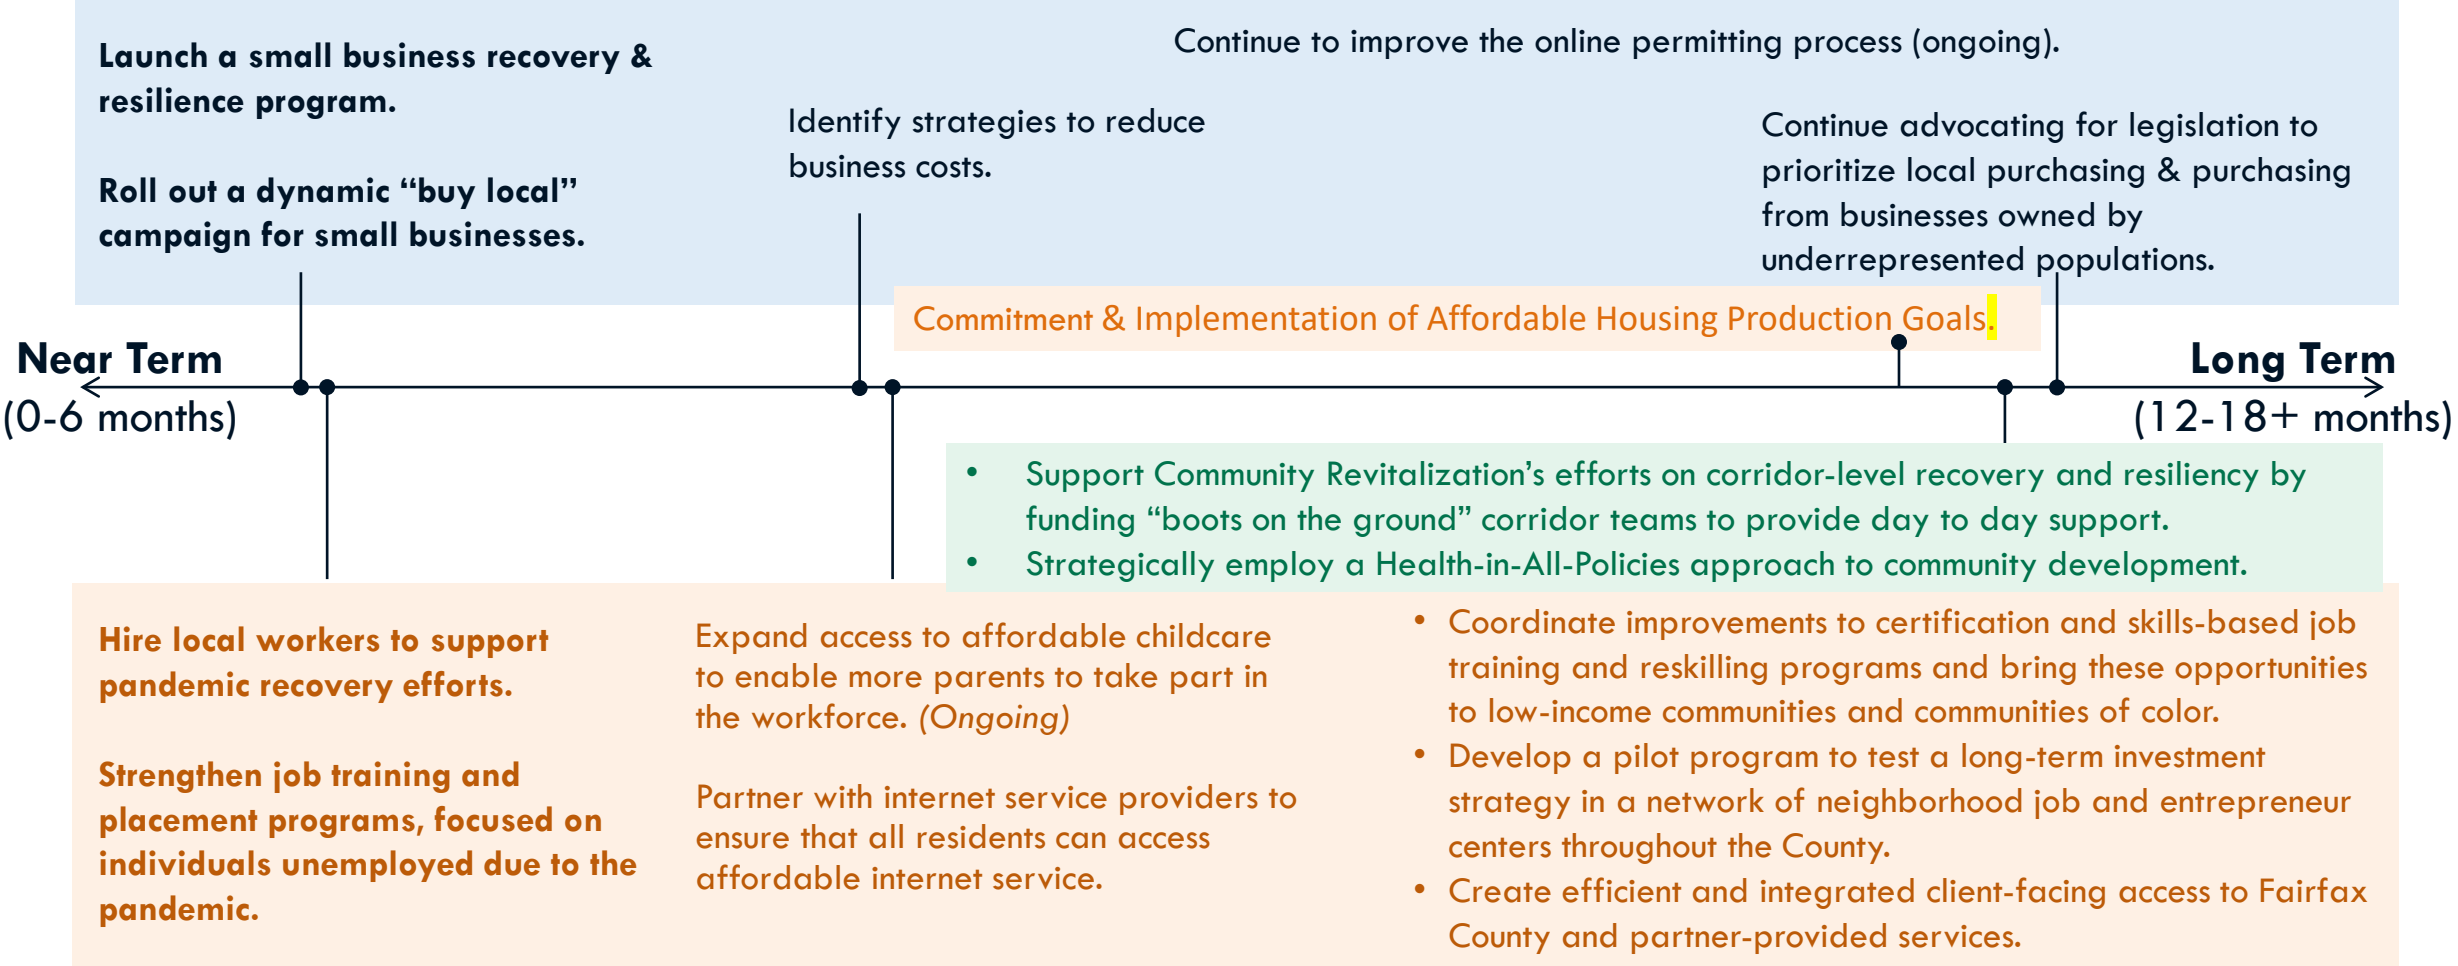 Launch a small business recovery &
resilience program.
Roll out a dynamic “buy local”
campaign for small businesses.
Identify strategies to reduce
business costs.
Continue to improve the online permitting process (ongoing).
Continue advocating for legislation to
prioritize local purchasing & purchasing
from businesses owned by
underrepresented populations.
Commitment & Implementation of Affordable Housing Production Goals.
Near Term
(0-6 months)
Long Term
(12-18+ months)
• Support Community Revitalization’s efforts on corridor-level recovery and resiliency by
funding “boots on the ground” corridor teams to provide day to day support.
• Strategically employ a Health-in-All-Policies approach to community development.
Hire local workers to support
pandemic recovery efforts.
Strengthen job training and
placement programs, focused on
individuals unemployed due to the
pandemic.
Expand access to affordable childcare
to enable more parents to take part in
the workforce. (Ongoing)
Partner with internet service providers to
ensure that all residents can access
affordable internet service.
• Coordinate improvements to certification and skills-based job
training and reskilling programs and bring these opportunities
to low-income communities and communities of color.
• Develop a pilot program to test a long-term investment
strategy in a network of neighborhood job and entrepreneur
centers throughout the County.
• Create efficient and integrated client-facing access to Fairfax
County and partner-provided services.